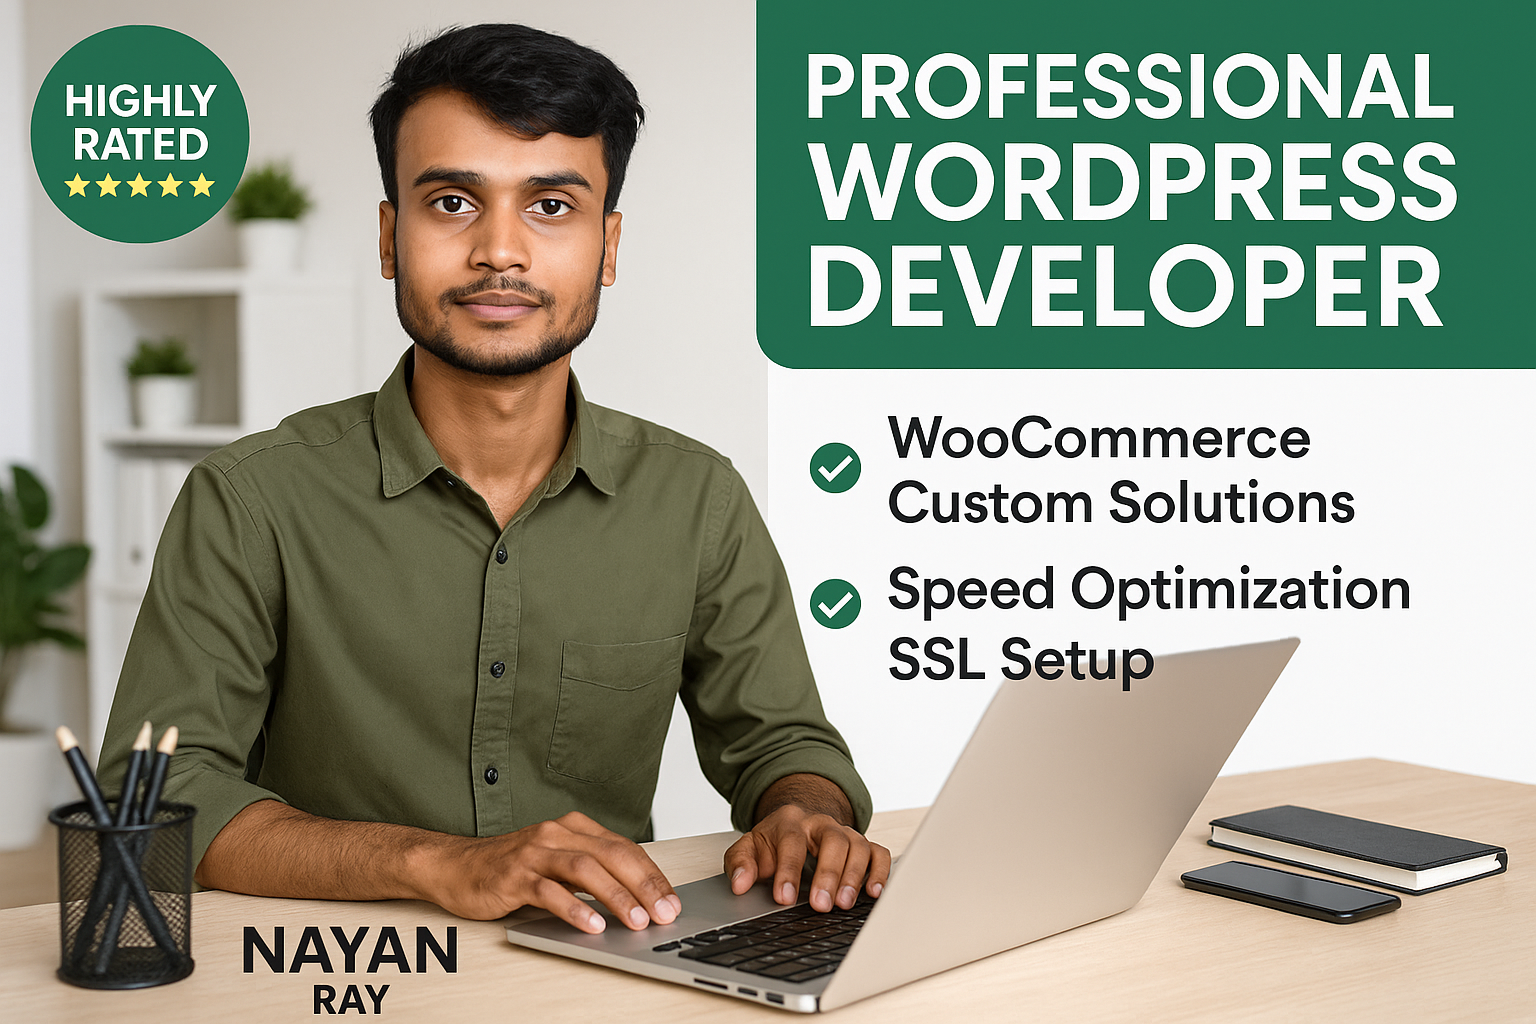 HIGHLY
RATED
PROFESSIONAL
WORDPRESS
DEVELOPER
WooCommerce
Custom Solutions
Speed Optimization
SSL Setup
NAYAN
RAY